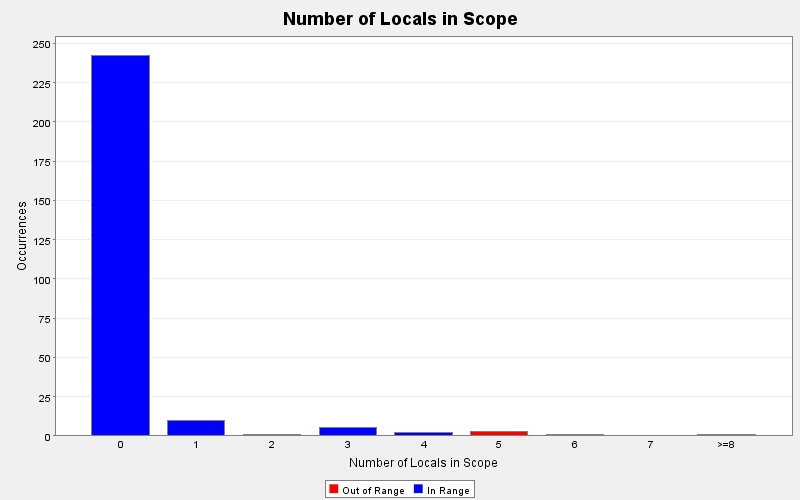 Number of Locals in Scope
Occurrences
250
225
200
175
150
125
100
75
50
25
0
0 1 2 3 4 5 6 7 >=8
Number of Locals in Scope
Out of Range In Range